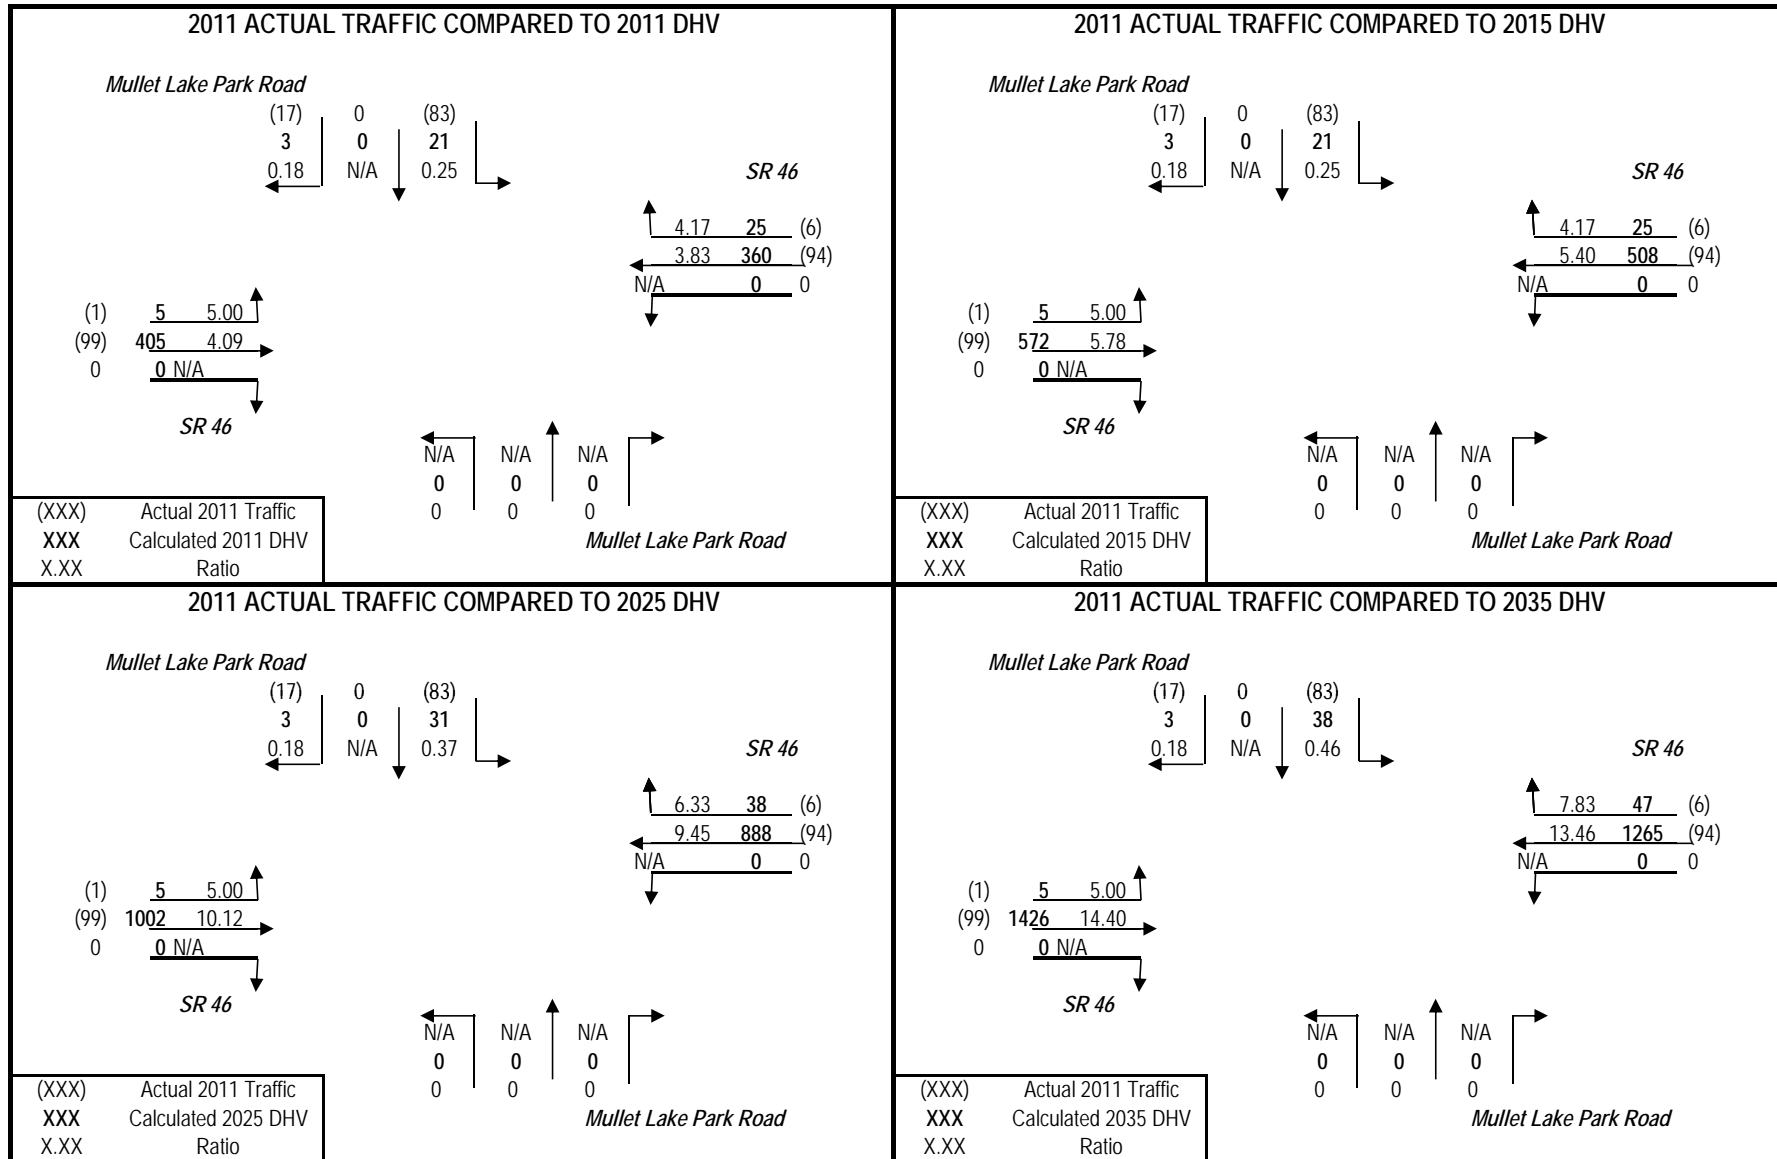 2011 ACTUAL TRAFFIC COMPARED TO 2011 DHV
Mullet Lake Park Road
(17) 0 (83)
3 0 21
0.18 N/A 0.25
SR 46
4.17 25 (6)
3.83 360 (94)
N/A 0 0
(1) 5 5.00
(99) 405 4.09
0 0 N/A
SR 46
N/A N/A N/A
0 0 0
0 0 0
Mullet Lake Park Road
(XXX) Actual 2011 Traffic
XXX Calculated 2011 DHV
X.XX Ratio
2011 ACTUAL TRAFFIC COMPARED TO 2015 DHV
Mullet Lake Park Road
(17) 0 (83)
3 0 21
0.18 N/A 0.25
SR 46
4.17 25 (6)
5.40 508 (94)
N/A 0 0
(1) 5 5.00
(99) 572 5.78
0 0 N/A
SR 46
N/A N/A N/A
0 0 0
0 0 0
Mullet Lake Park Road
(XXX) Actual 2011 Traffic
XXX Calculated 2015 DHV
X.XX Ratio
2011 ACTUAL TRAFFIC COMPARED TO 2025 DHV
Mullet Lake Park Road
(17) 0 (83)
3 0 31
0.18 N/A 0.37
SR 46
6.33 38 (6)
9.45 888 (94)
N/A 0 0
(1) 5 5.00
(99) 1002 10.12
0 0 N/A
SR 46
N/A N/A N/A
0 0 0
0 0 0
Mullet Lake Park Road
(XXX) Actual 2011 Traffic
XXX Calculated 2025 DHV
X.XX Ratio
2011 ACTUAL TRAFFIC COMPARED TO 2035 DHV
Mullet Lake Park Road
(17) 0 (83)
3 0 38
0.18 N/A 0.46
SR 46
7.83 47 (6)
13.46 1265 (94)
N/A 0 0
(1) 5 5.00
(99) 1426 14.40
0 0 N/A
SR 46
N/A N/A N/A
0 0 0
0 0 0
Mullet Lake Park Road
(XXX) Actual 2011 Traffic
XXX Calculated 2035 DHV
X.XX Ratio